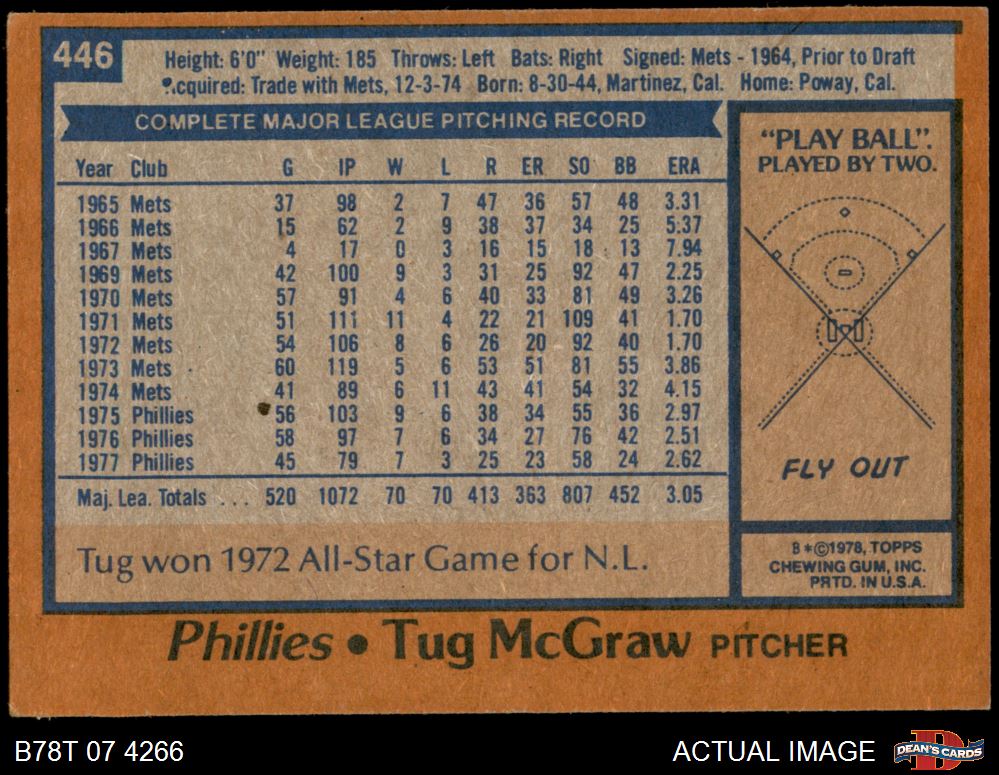 446
Height: 6'0" Weight: 185 Throws: Left Bats: Right Signed: Mets - 1964, Prior to Draft
cquired: Trade with Mets, 12-3-74 Born: 8-30-44, Martinez, Cal. Home: Poway, Cal.
COMPLETE MAJOR LEAGUE PITCHING RECORD
Year Club G IP W L R ER SO BB ERA
1965 Mets 37 98 2 7 47 36 57 48 3.31
1966 Mets 15 62 2 9 38 37 34 25 5.37
1967 Mets 4 17 0 3 16 15 18 13 7.94
1969 Mets 42 100 9 3 31 25 92 47 2.25
1970 Mets 57 91 4 6 40 33 81 49 3.26
1971 Mets 51 111 11 4 22 21 109 41 1.70
1972 Mets 54 106 8 6 26 20 92 40 1.70
1973 Mets 60 119 5 6 53 51 81 55 3.86
1974 Mets 41 89 6 11 43 41 54 32 4.15
1975 Phillies 56 103 9 6 38 34 55 36 2.97
1976 Phillies 58 97 7 6 34 27 76 42 2.51
1977 Phillies 45 79 7 3 25 23 58 24 2.62
Maj. Lea. Totals ... 520 1072 70 70 413 363 807 452 3.05
Tug won 1972 All-Star Game for N.L.
"PLAY BALL".
PLAYED BY TWO.
FLY OUT
B*©1978, TOPPS
CHEWING GUM, INC.
PRTD. IN U.S.A.
Phillies • Tug McGraw PITCHER
B78T 07 4266
ACTUAL IMAGE
D
DEAN'S CARDS